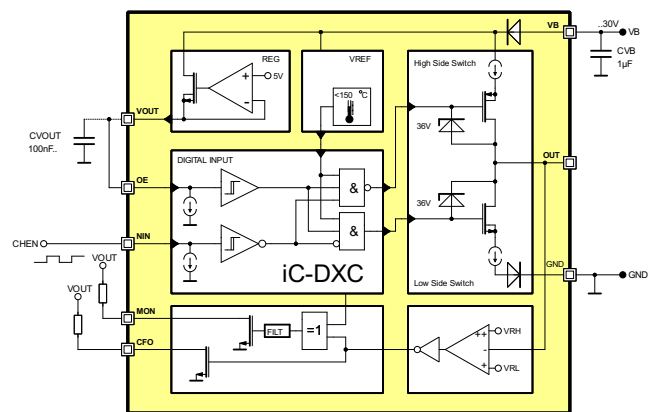 VB
..30V
VB
REG
VREF
High Side Switch
CVB
1µF
+
5V
-
<150 °C
VOUT
36V
CVOUT
100nF..
DIGITAL INPUT
OUT
OE
&
36V
&
CHEN
NIN
iC-DXC
GND
GND
VOUT
Low Side Switch
VOUT
MON
FILT
=1
++
VRH
-
CFO
+
VRL